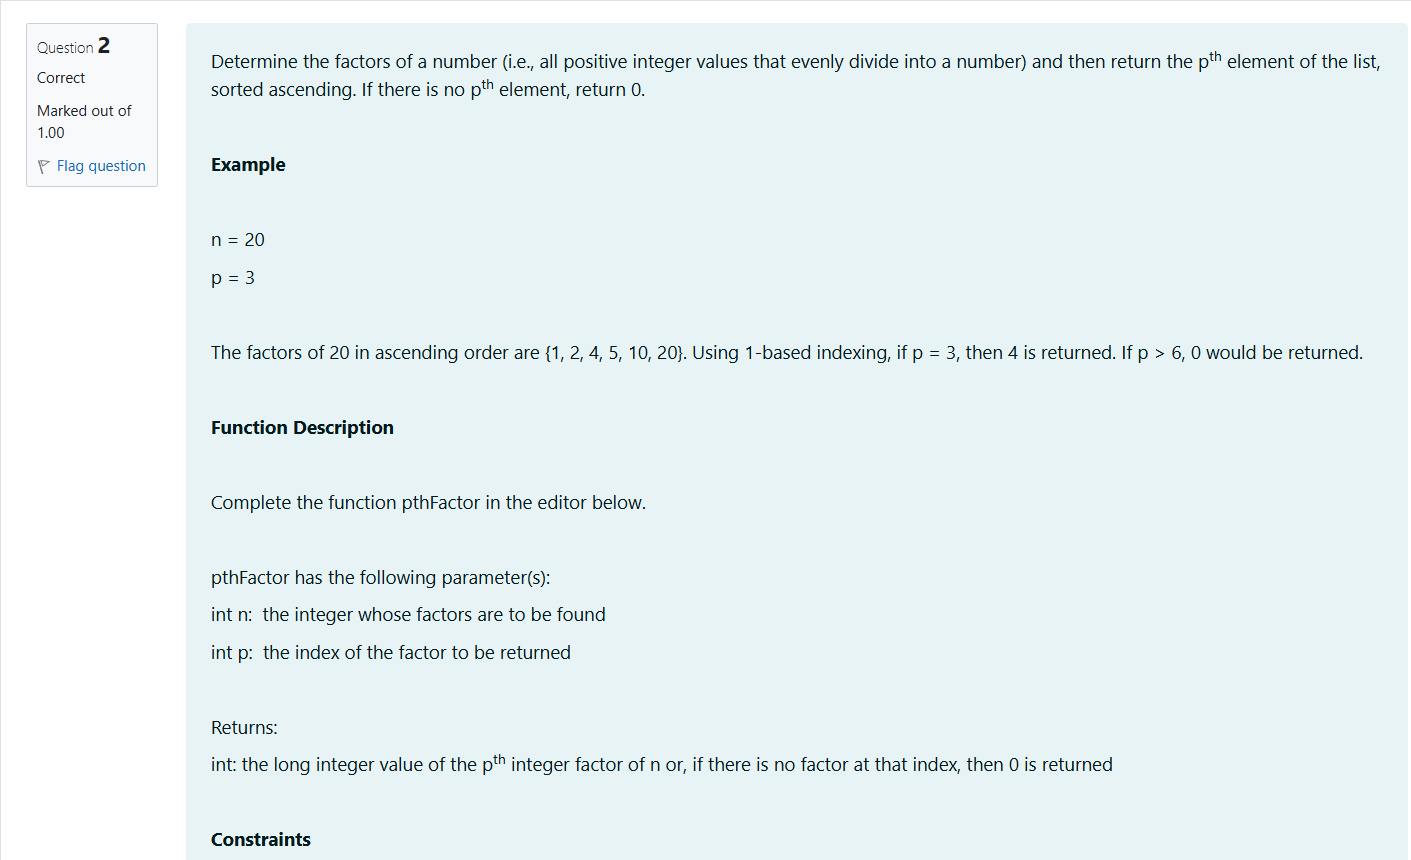 Question 2
Correct
Marked out of
1.00
Flag question
Determine the factors of a number (i.e., all positive integer values that evenly divide into a number) and then return the pth element of the list,
sorted ascending. If there is no pth element, return 0.
Example
n = 20
p = 3
The factors of 20 in ascending order are {1, 2, 4, 5, 10, 20}. Using 1-based indexing, if p = 3, then 4 is returned. If p > 6, 0 would be returned.
Function Description
Complete the function pthFactor in the editor below.
pthFactor has the following parameter(s):
int n:  the integer whose factors are to be found
int p:  the index of the factor to be returned
Returns:
int: the long integer value of the pth integer factor of n or, if there is no factor at that index, then 0 is returned
Constraints